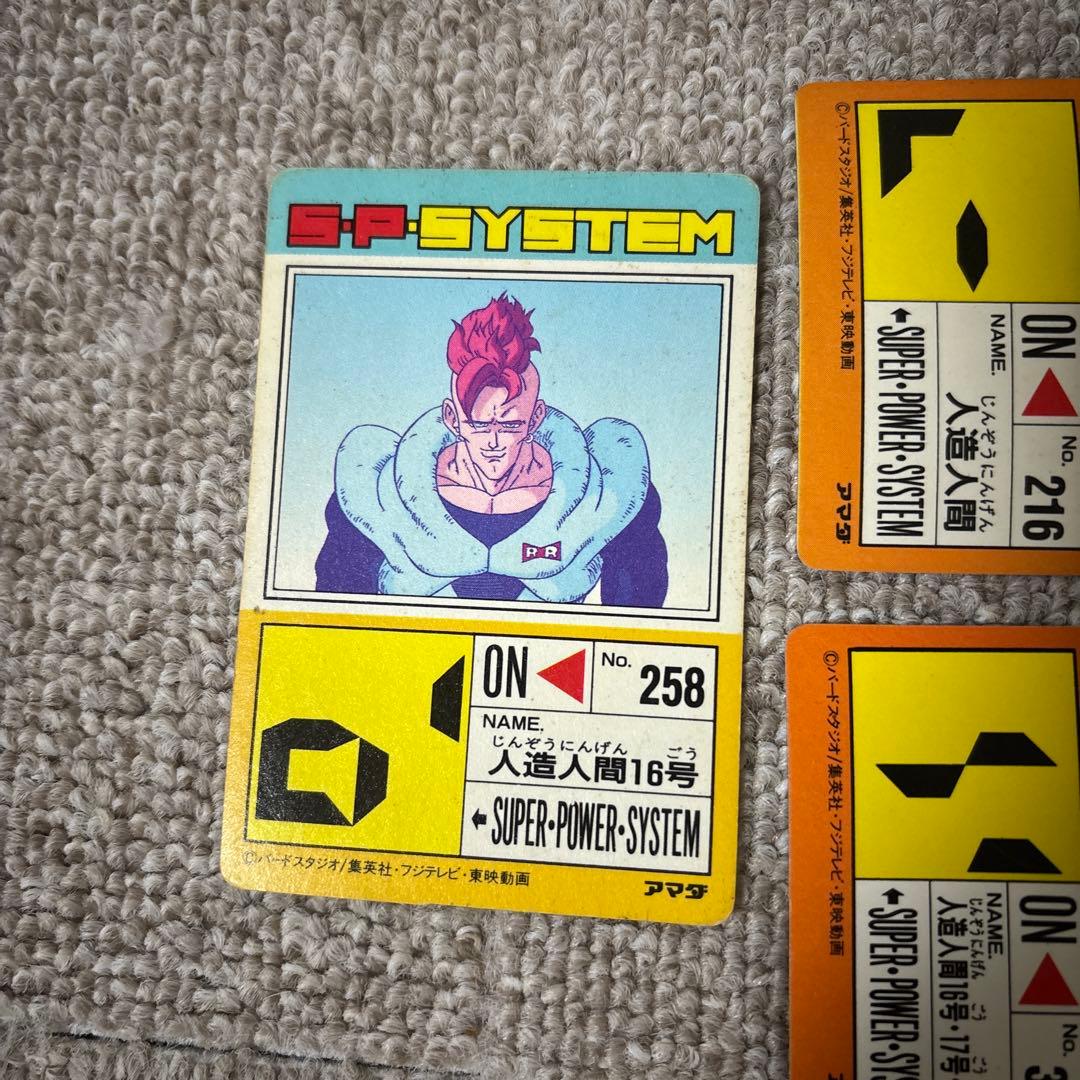 S·P·SYSTEM
RR
ON
No. 258
NAME.
じんぞうにんげん ごう
人造人間16号
SUPER·POWER·SYSTEM
©バードスタジオ/集英社・フジテレビ・東映動画
アマダ
ON
No. 216
NAME.
じんぞうにんげん
人造人間
SUPER·POWER·SYSTEM
©バードスタジオ/集英社・フジテレビ・東映動画
アマダ
ON
No. 3
NAME.
じんぞうにんげん ごう ごう
人造人間16号・17号
SUPER·POWER·SYS
©バードスタジオ/集英社・フジテレビ・東映動画